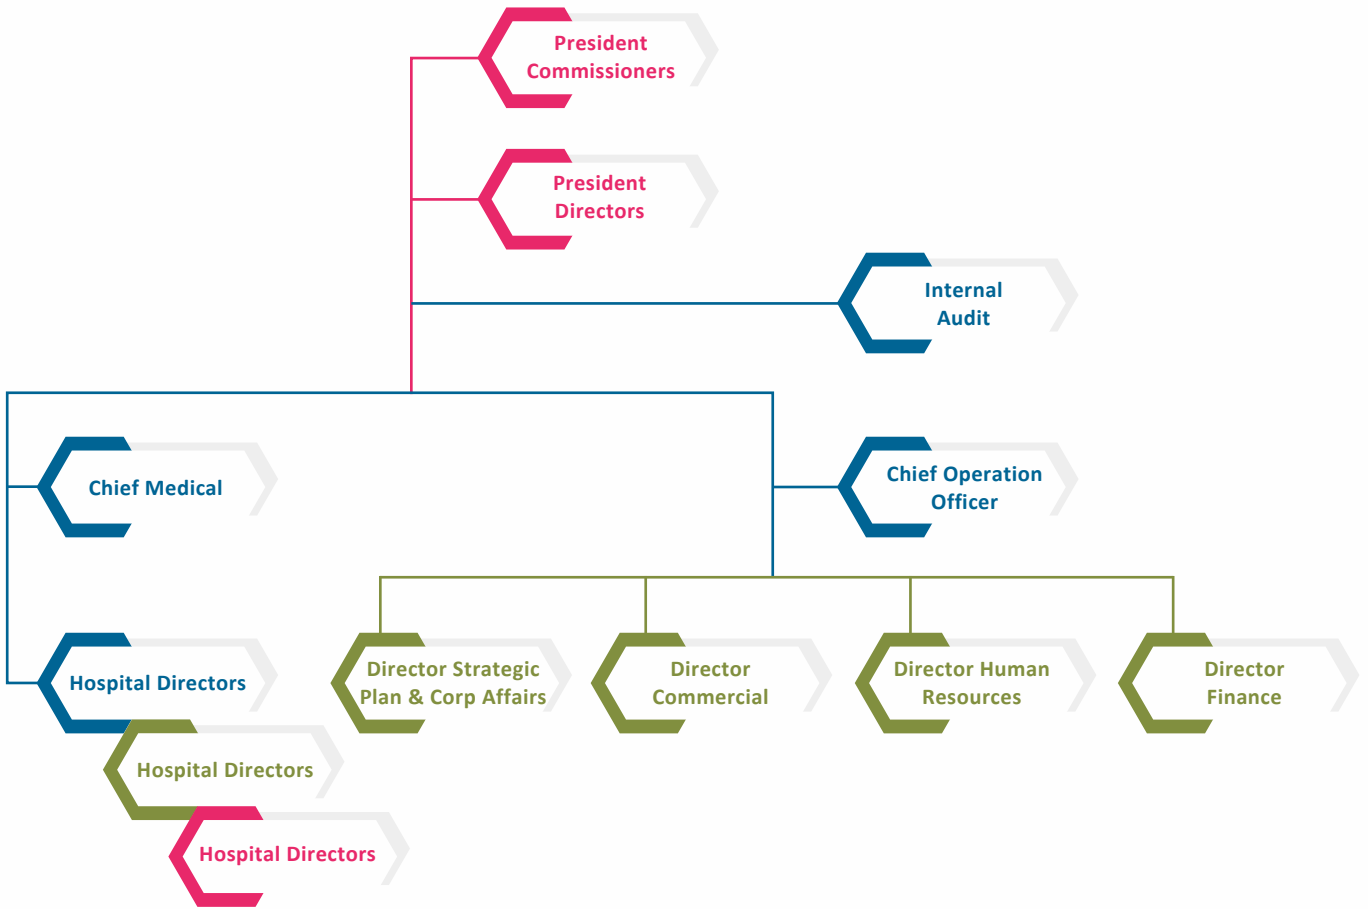 President
Commissioners
President
Directors
Internal
Audit
Chief Medical
Chief Operation
Officer
Hospital Directors
Director Strategic
Plan & Corp Affairs
Director
Commercial
Director Human
Resources
Director
Finance
Hospital Directors
Hospital Directors